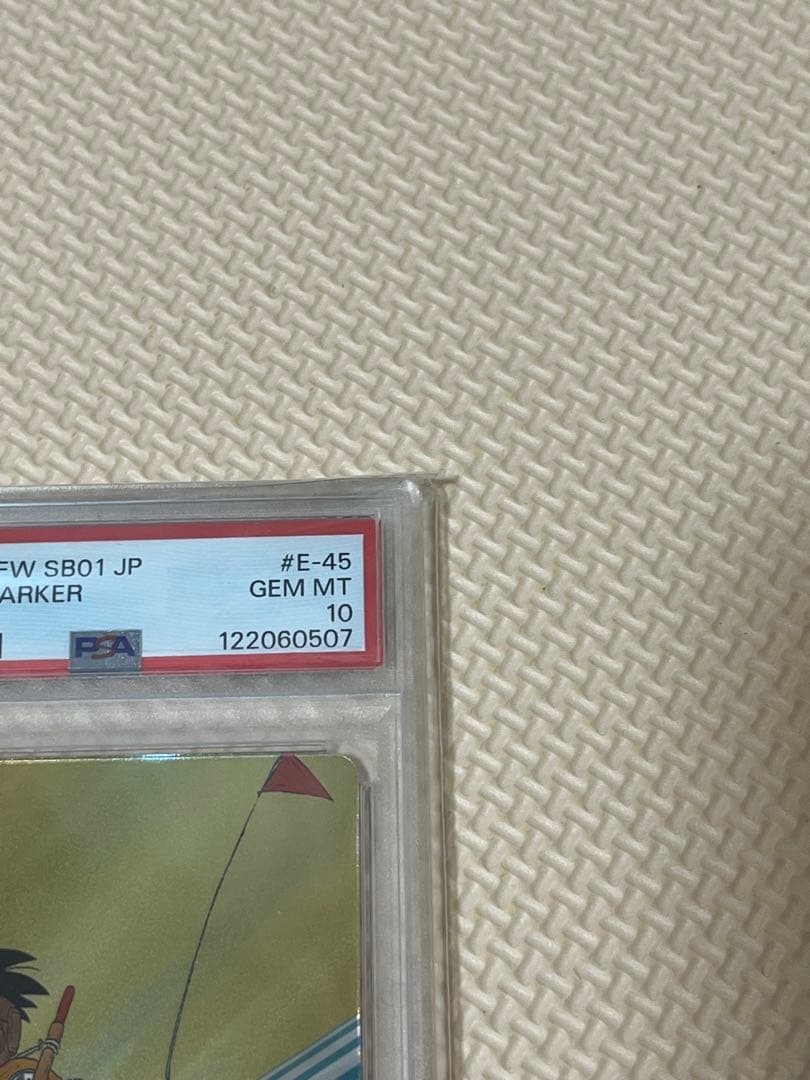 FW SB01 JP #E-45
ARKER GEM MT
10
PSA 122060507